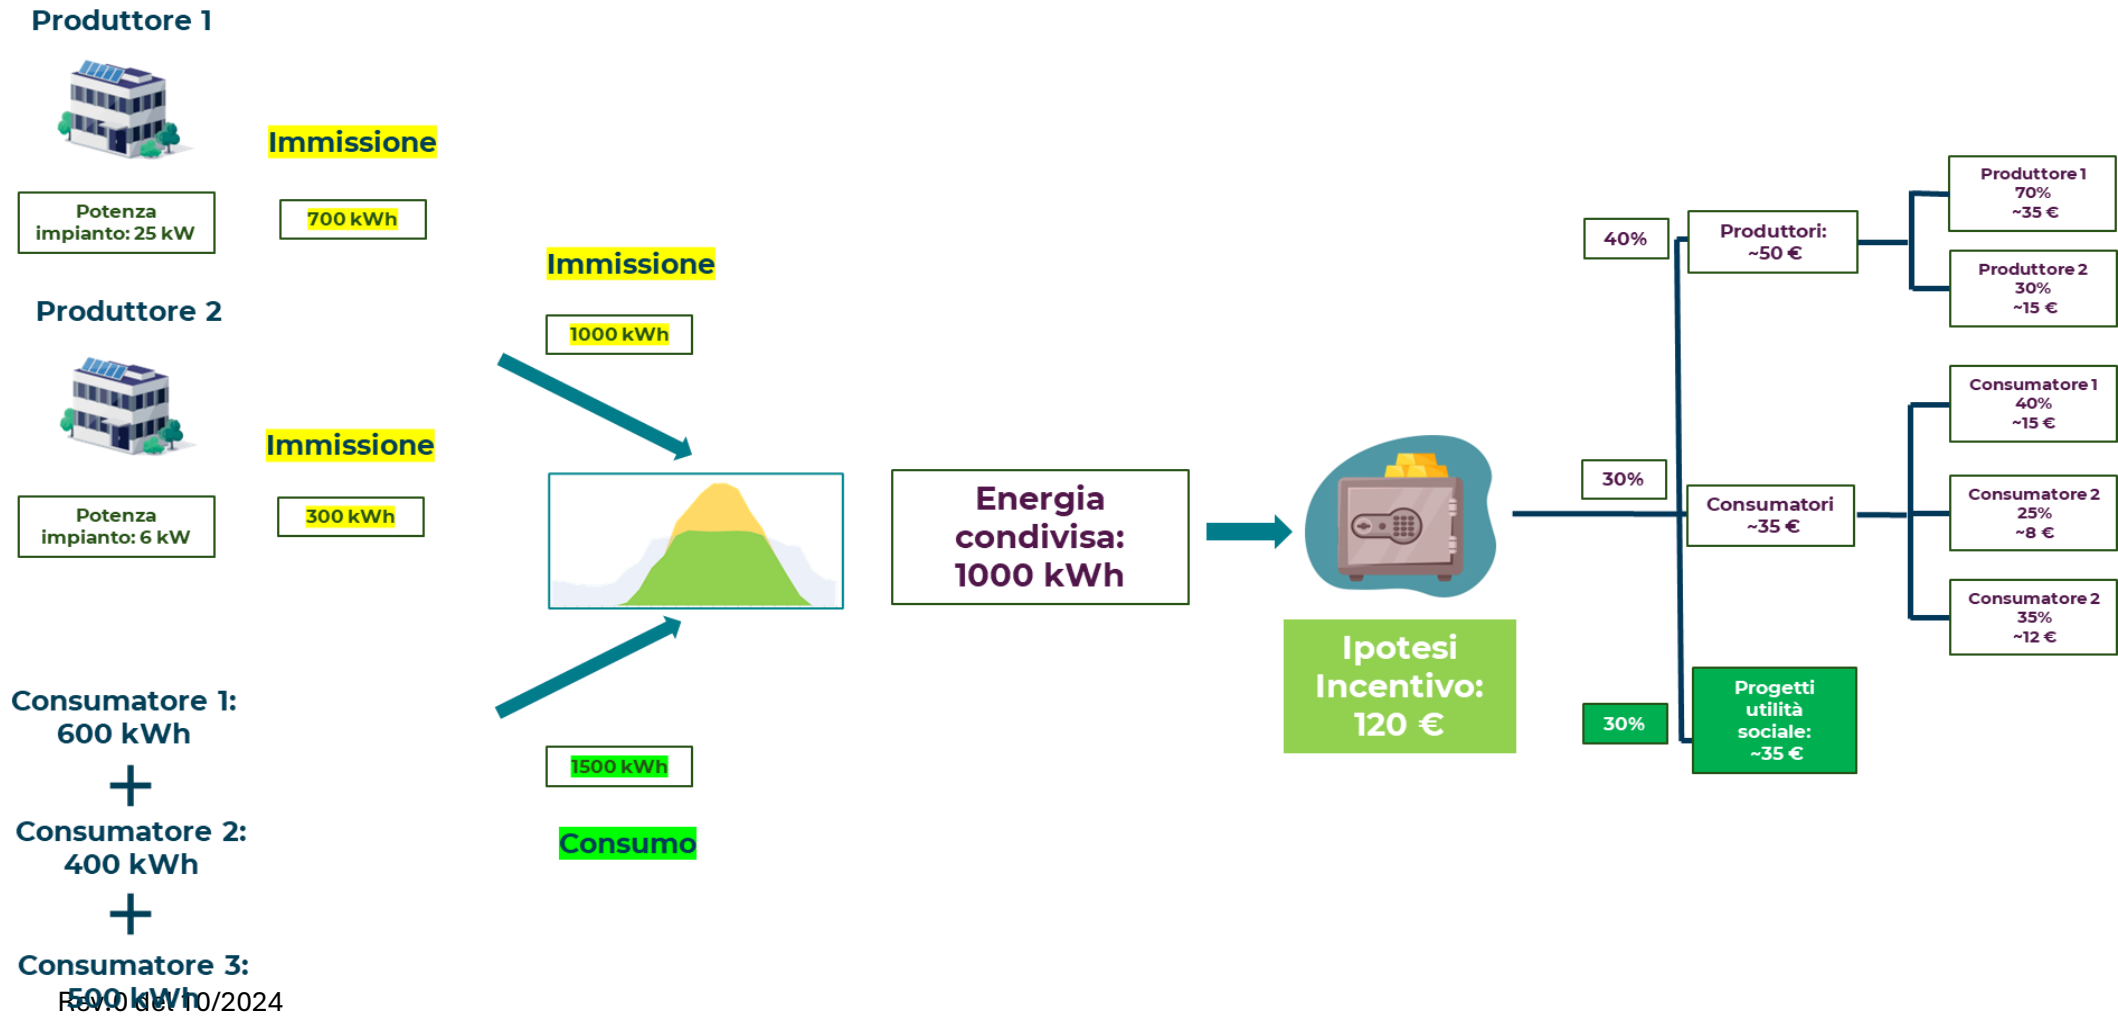 Produttore 1
Immissione
Potenza
impianto: 25 kW
700 kWh
Produttore 2
Immissione
Potenza
impianto: 6 kW
300 kWh
Consumatore 1:
600 kWh
+
Consumatore 2:
400 kWh
+
Consumatore 3:
500 kWh
Rev.0 del 10/2024
Immissione
1000 kWh
1500 kWh
Consumo
Energia
condivisa:
1000 kWh
Ipotesi
Incentivo:
120 €
40%
Produttori:
~50 €
30%
Consumatori
~35 €
30%
Progetti
utilità
sociale:
~35 €
Produttore 1
70%
~35 €
Produttore 2
30%
~15 €
Consumatore 1
40%
~15 €
Consumatore 2
25%
~8 €
Consumatore 2
35%
~12 €